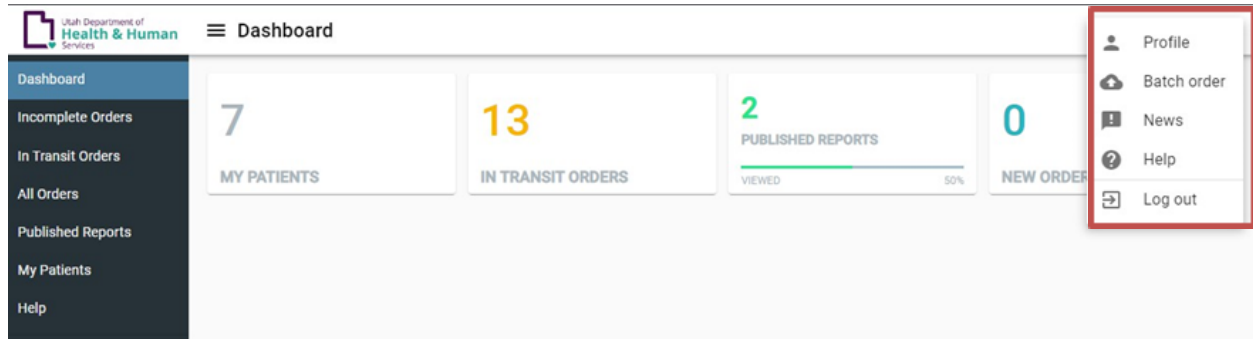 Utah Department of
Health & Human
Services
Dashboard
Dashboard
Incomplete Orders
In Transit Orders
All Orders
Published Reports
My Patients
Help
7
MY PATIENTS
13
IN TRANSIT ORDERS
2
PUBLISHED REPORTS
VIEWED 50%
0
NEW ORDER
Profile
Batch order
News
Help
Log out